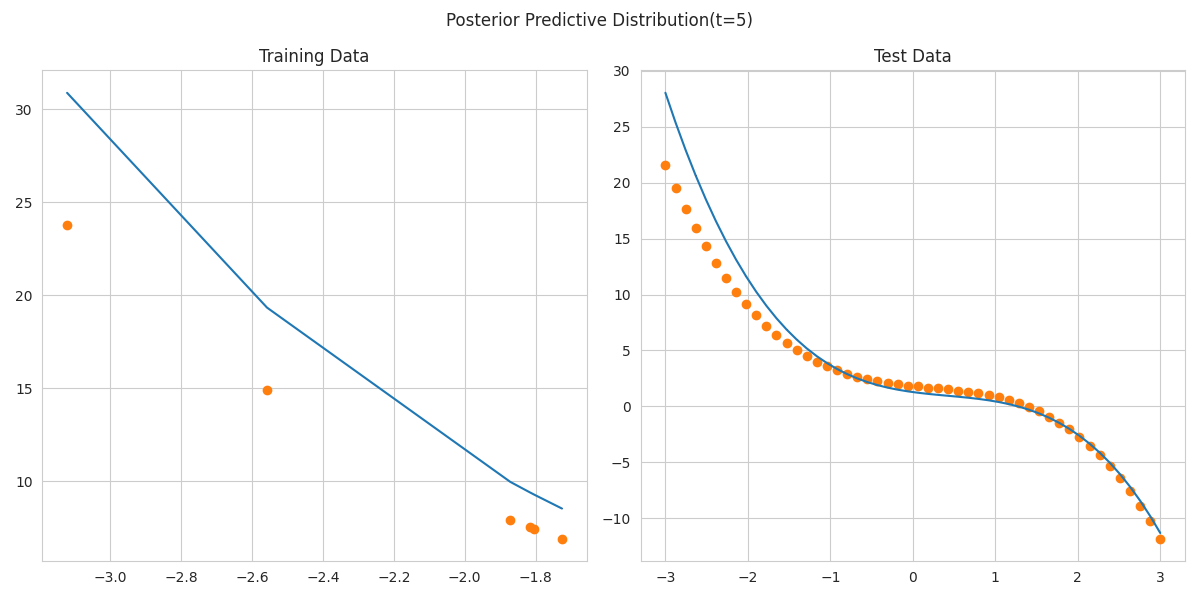 Posterior Predictive Distribution(t=5)
Training Data
30
25
20
15
10
−3.0 −2.8 −2.6 −2.4 −2.2 −2.0 −1.8
Test Data
30
25
20
15
10
5
0
−5
−10
−3 −2 −1 0 1 2 3